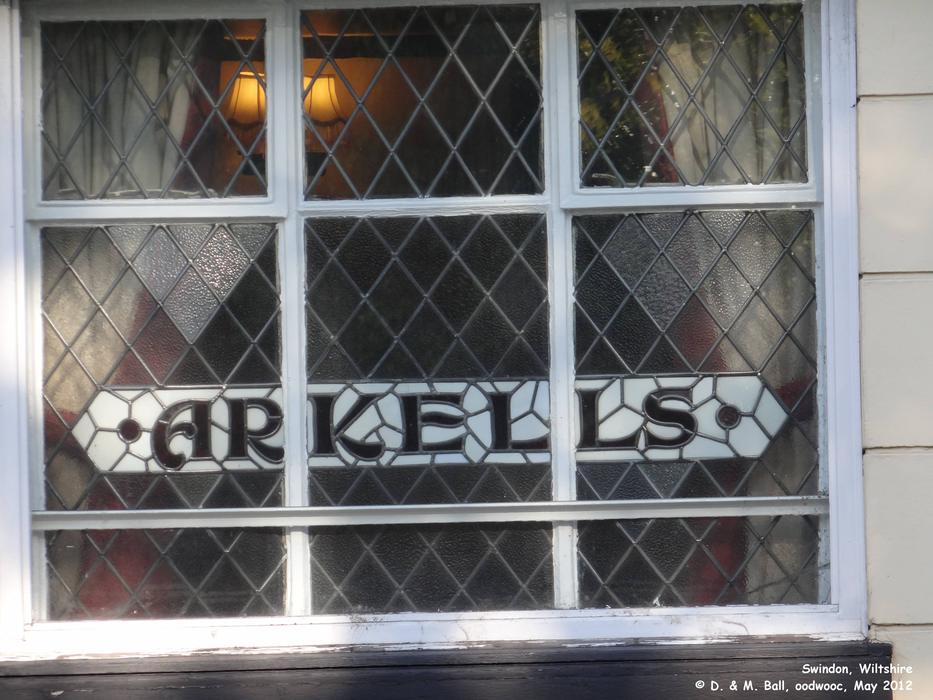 ARKELLS
Swindon, Wiltshire
© D. & M. Ball, oodwooc, May 2012